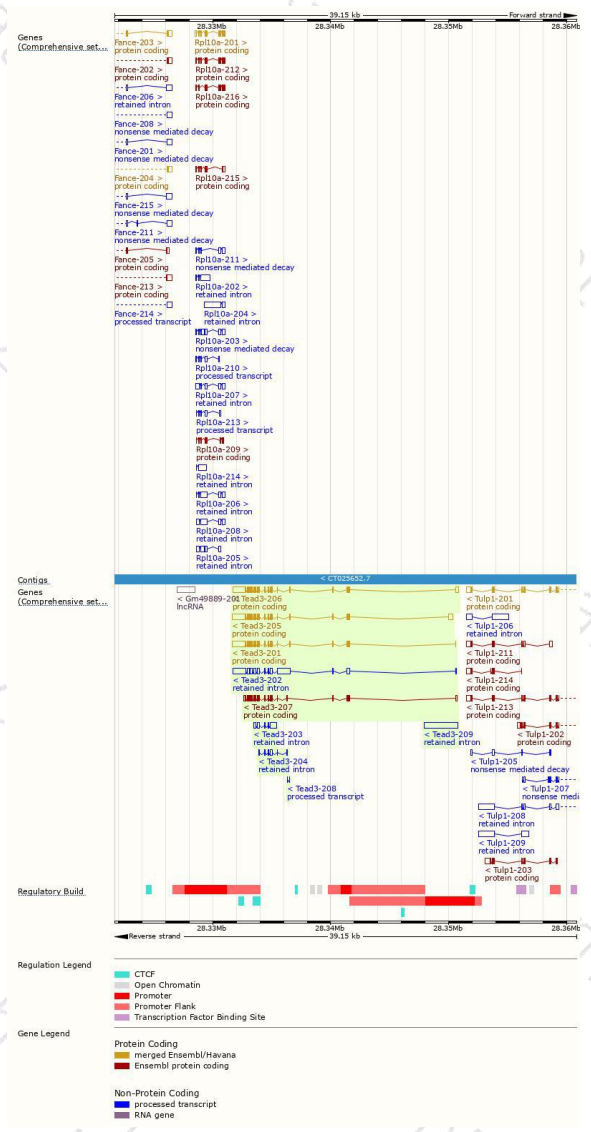 39.15 kb
Forward strand
28.33Mb 28.34Mb 28.35Mb 28.36Mb
Genes
(Comprehensive set...
Fance-203 > Rpl10a-201 >
protein coding protein coding
Fance-202 > Rpl10a-212 >
protein coding protein coding
Fance-206 > Rpl10a-216 >
retained intron protein coding
Fance-208 >
nonsense mediated decay
Fance-201 >
nonsense mediated decay
Fance-204 > Rpl10a-215 >
protein coding protein coding
Fance-215 >
nonsense mediated decay
Fance-211 >
nonsense mediated decay
Fance-205 > Rpl10a-211 >
protein coding nonsense mediated decay
Fance-213 > Rpl10a-202 >
protein coding retained intron
Fance-214 > Rpl10a-204 >
processed transcript retained intron
Rpl10a-203 >
nonsense mediated decay
Rpl10a-210 >
processed transcript
Rpl10a-207 >
retained intron
Rpl10a-213 >
processed transcript
Rpl10a-209 >
protein coding
Rpl10a-214 >
retained intron
Rpl10a-206 >
retained intron
Rpl10a-208 >
retained intron
Rpl10a-205 >
retained intron
Contigs
< CT025652.7
Genes
(Comprehensive set...
< Gm49889-201 < Tead3-206 < Tulp1-201
lncRNA protein coding protein coding
< Tead3-205 < Tulp1-206
protein coding retained intron
< Tead3-201 < Tulp1-211
protein coding protein coding
< Tead3-202 < Tulp1-214
retained intron protein coding
< Tead3-207 < Tulp1-213
protein coding protein coding
< Tead3-203 < Tead3-209 < Tulp1-202
retained intron retained intron protein coding
< Tead3-204 < Tulp1-205
retained intron nonsense mediated decay
< Tead3-208 < Tulp1-207
processed transcript nonsense medi
< Tulp1-208
retained intron
< Tulp1-209
retained intron
< Tulp1-203
protein coding
Regulatory Build
28.33Mb 28.34Mb 28.35Mb 28.36Mb
Reverse strand
39.15 kb
Regulation Legend
CTCF
Open Chromatin
Promoter
Promoter Flank
Transcription Factor Binding Site
Gene Legend
Protein Coding
merged Ensembl/Havana
Ensembl protein coding
Non-Protein Coding
processed transcript
RNA gene